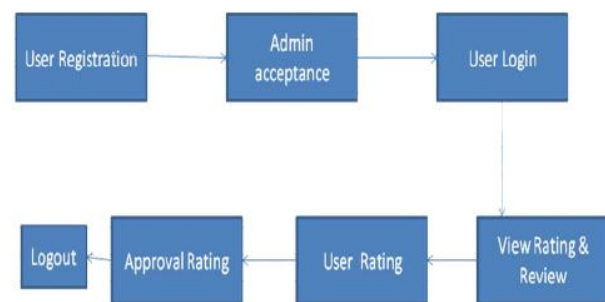 User Registration
Admin
acceptance
User Login
View Rating &
Review
User Rating
Approval Rating
Logout